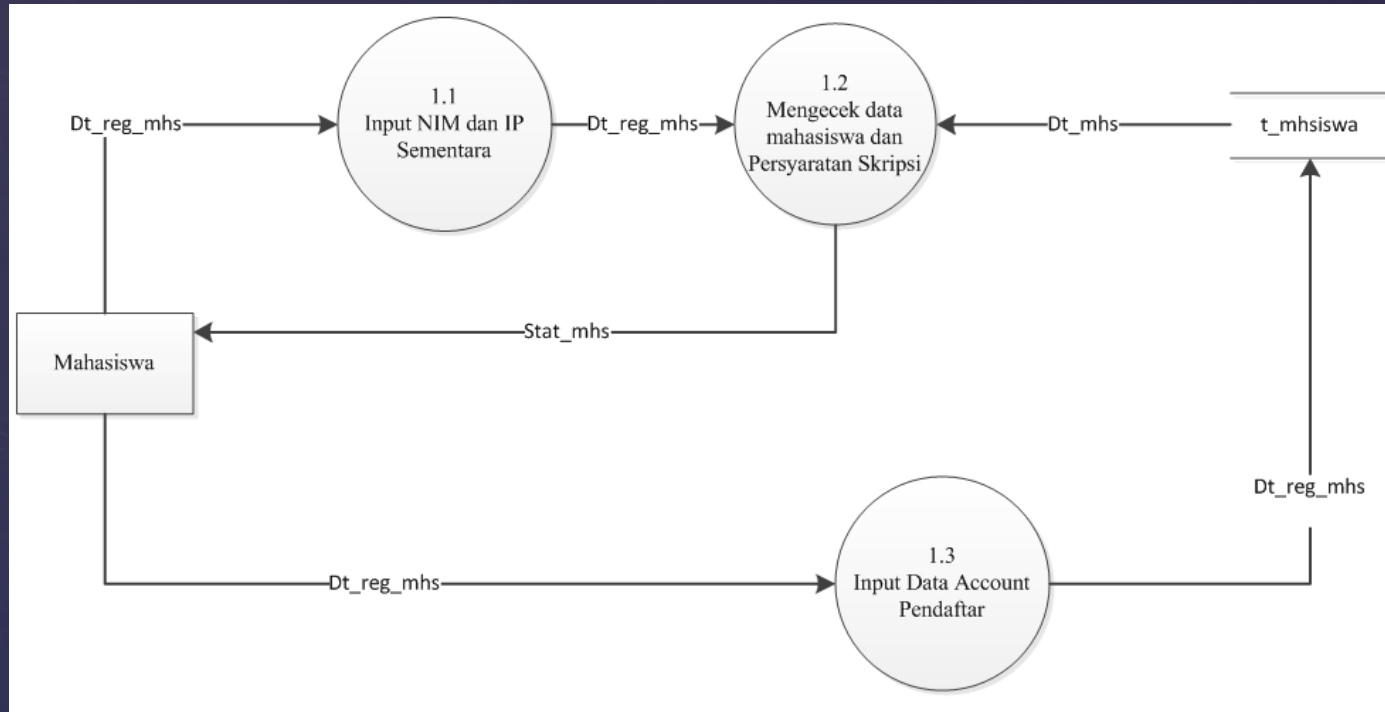 1.1
Input NIM dan IP
Sementara
1.2
Mengecek data
mahasiswa dan
Persyaratan Skripsi
Dt_reg_mhs
Dt_reg_mhs
Dt_mhs
t_mhsiswa
Stat_mhs
Mahasiswa
Dt_reg_mhs
1.3
Input Data Account
Pendaftar
Dt_reg_mhs